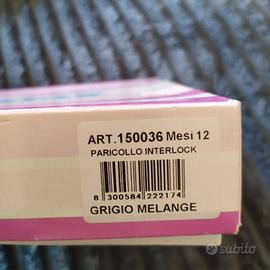 ART.150036 Mesi 12
PARICOLLO INTERLOCK
8 300584 222174
GRIGIO MELANGE
subito